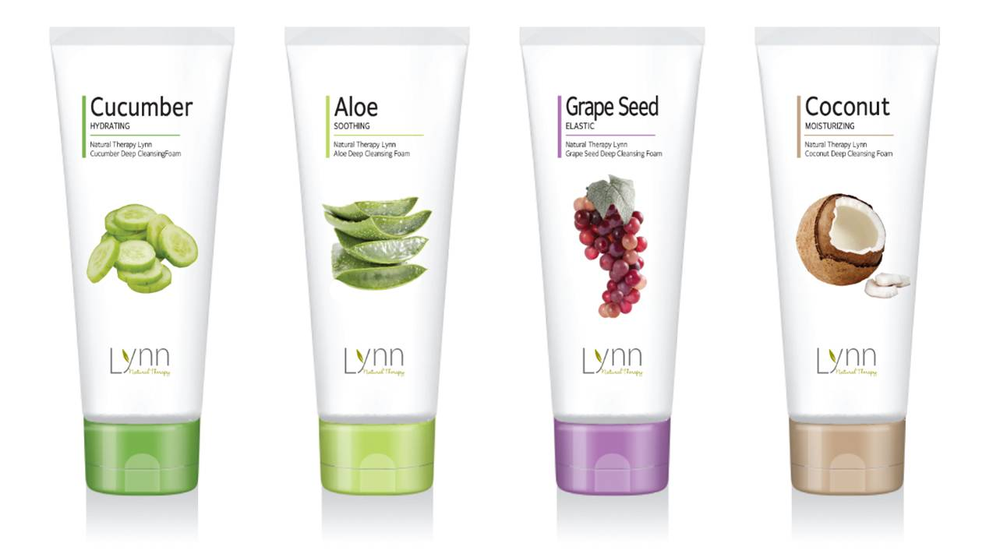 Cucumber
HYDRATING
Natural Therapy Lynn
Cucumber Deep CleansingFoam
Lynn
Natural Therapy
Aloe
SOOTHING
Natural Therapy Lynn
Aloe Deep Cleansing Foam
Lynn
Natural Therapy
Grape Seed
ELASTIC
Natural Therapy Lynn
Grape Seed Deep Cleansing Foam
Lynn
Natural Therapy
Coconut
MOISTURIZING
Natural Therapy Lynn
Coconut Deep Cleansing Foam
Lynn
Natural Therapy